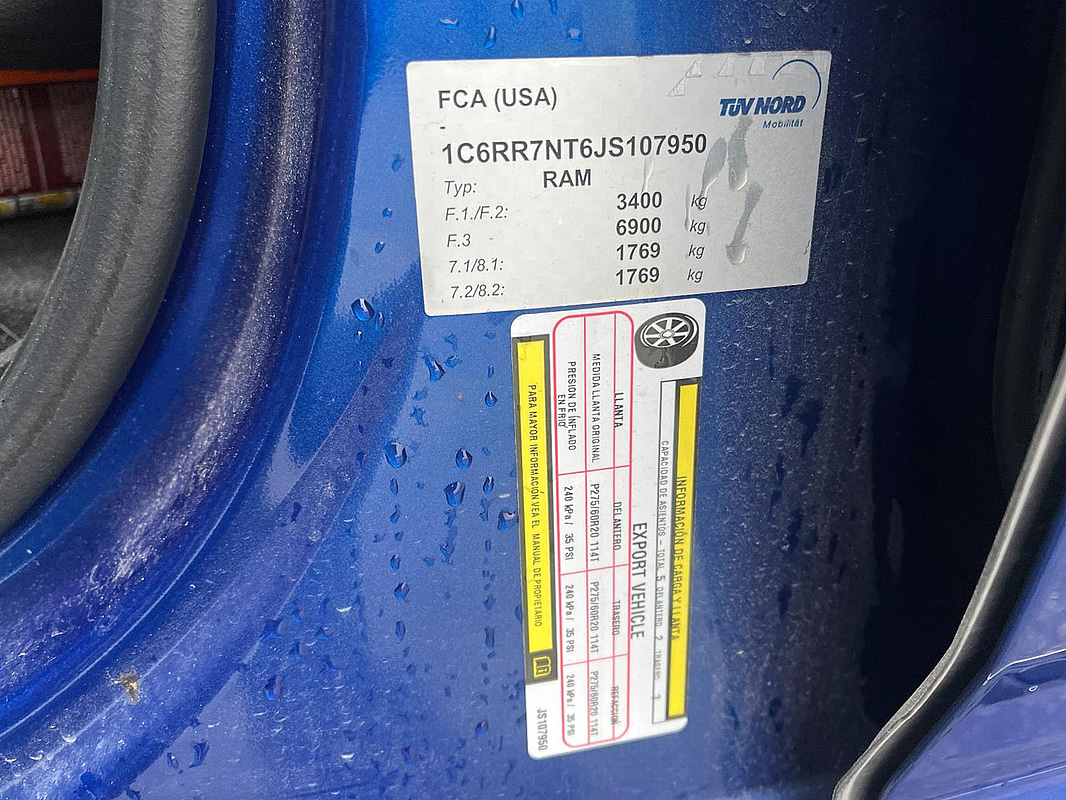 FCA (USA)
TÜV NORD
Mobilität
-
1C6RR7NT6JS107950
Typ: RAM
F.1./F.2: 3400 kg
F.3 6900 kg
7.1/8.1: 1769 kg
7.2/8.2: 1769 kg
INFORMACIÓN DE CARGA Y LLANTA
CAPACIDAD DE ASIENTOS – TOTAL 5 DELANTERO 2 TRASERO 3
EXPORT VEHICLE
LLANTA DELANTERO TRASERO REFACCIÓN
MEDIDA LLANTA ORIGINAL P275/60R20 114T P275/60R20 114T P275/60R20 114T
PRESION DE INFLADO EN FRIO 240 kPa / 35 PSI 240 kPa / 35 PSI 240 kPa / 35 PSI
PARA MAYOR INFORMACIÓN VEA EL MANUAL DE PROPIETARIO
JS107950